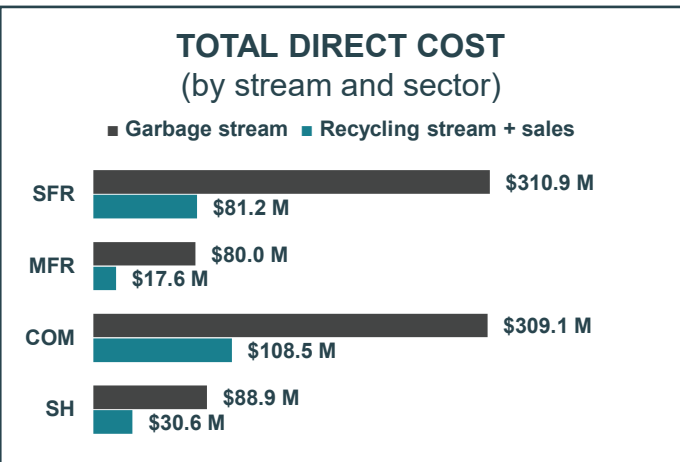 TOTAL DIRECT COST
(by stream and sector)
Garbage stream Recycling stream + sales
SFR
$310.9 M
$81.2 M
MFR
$80.0 M
$17.6 M
COM
$309.1 M
$108.5 M
SH
$88.9 M
$30.6 M